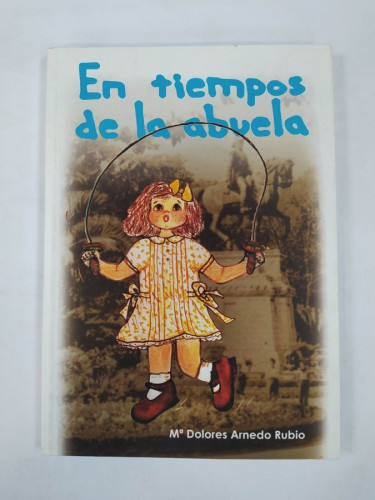 En tiempos
de la abuela
Mª Dolores Arnedo Rubio